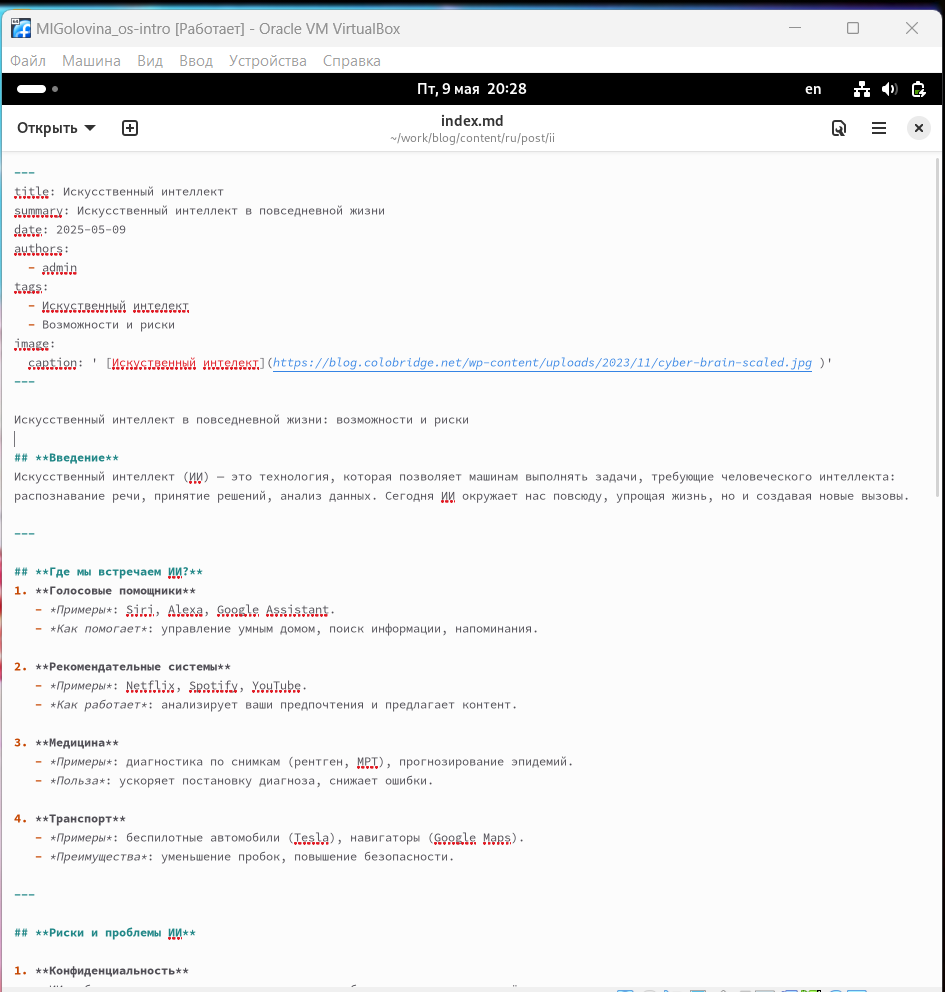 MIGolovina_os-intro [Работает] - Oracle VM VirtualBox
Файл Машина Вид Ввод Устройства Справка
Пт, 9 мая 20:28 en
Открыть index.md
~/work/blog/content/ru/post/ii
---
title: Искусственный интеллект
summary: Искусственный интеллект в повседневной жизни
date: 2025-05-09
authors:
- admin
tags:
- Искуственный интелект
- Возможности и риски
image:
caption: ' [Искуственный интелект](https://blog.colobridge.net/wp-content/uploads/2023/11/cyber-brain-scaled.jpg )'
---
Искусственный интеллект в повседневной жизни: возможности и риски
## **Введение**
Искусственный интеллект (ИИ) — это технология, которая позволяет машинам выполнять задачи, требующие человеческого интеллекта:
распознавание речи, принятие решений, анализ данных. Сегодня ИИ окружает нас повсюду, упрощая жизнь, но и создавая новые вызовы.
---
## **Где мы встречаем ИИ?**
1. **Голосовые помощники**
- *Примеры*: Siri, Alexa, Google Assistant.
- *Как помогает*: управление умным домом, поиск информации, напоминания.
2. **Рекомендательные системы**
- *Примеры*: Netflix, Spotify, YouTube.
- *Как работает*: анализирует ваши предпочтения и предлагает контент.
3. **Медицина**
- *Примеры*: диагностика по снимкам (рентген, МРТ), прогнозирование эпидемий.
- *Польза*: ускоряет постановку диагноза, снижает ошибки.
4. **Транспорт**
- *Примеры*: беспилотные автомобили (Tesla), навигаторы (Google Maps).
- *Преимущества*: уменьшение пробок, повышение безопасности.
---
## **Риски и проблемы ИИ**
1. **Конфиденциальность**